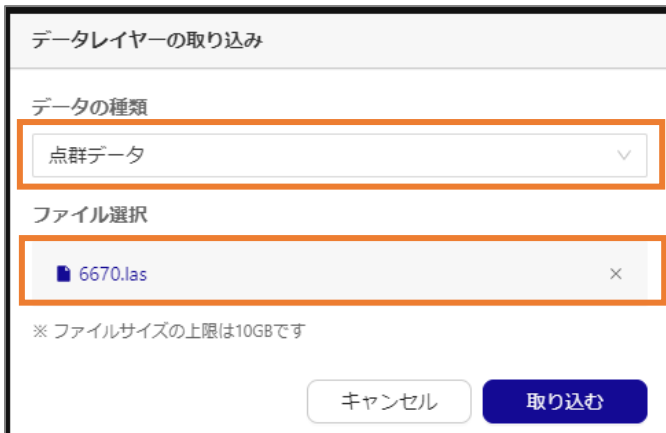 データレイヤーの取り込み
データの種類
点群データ
ファイル選択
6670.las
※ ファイルサイズの上限は10GBです
キャンセル 取り込む